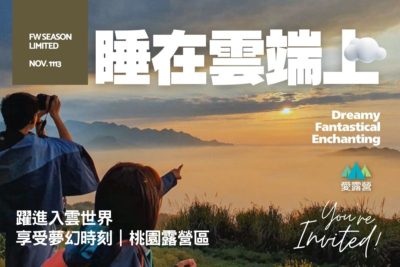 FW SEASON
LIMITED
NOV. 1113
睡在雲端上
Dreamy
Fantastical
Enchanting
愛露營
躍進入雲世界
享受夢幻時刻｜桃園露營區
You're
Invited!